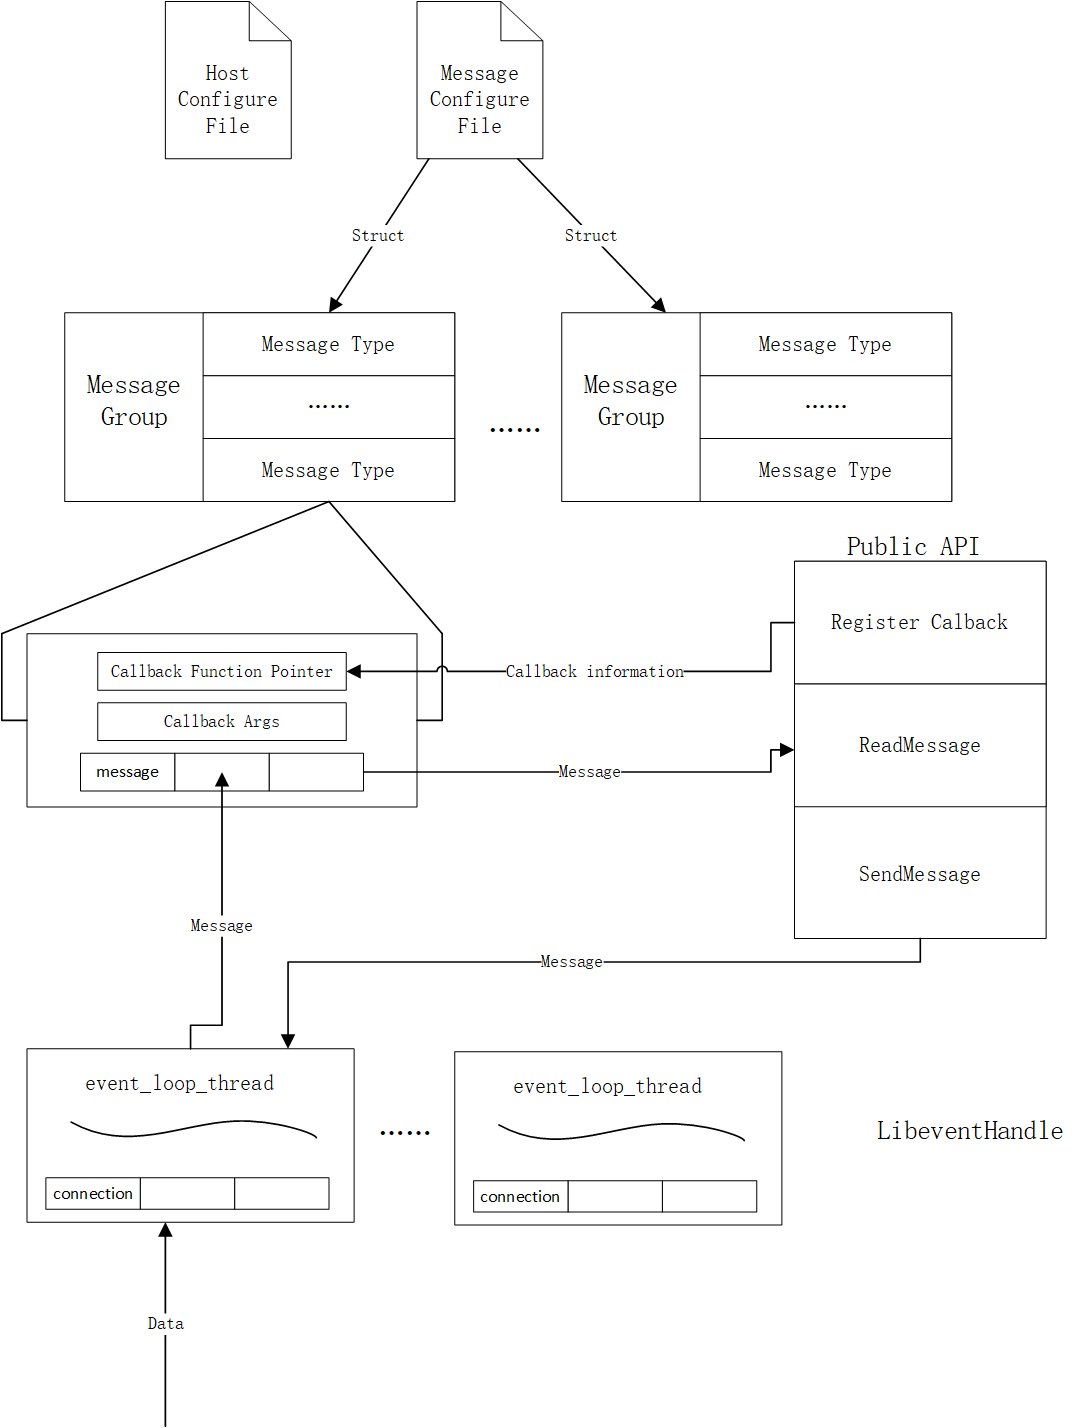 Host
Configure
File
Message
Configure
File
Struct
Struct
Message
Group
Message Type
......
Message Type
......
Message
Group
Message Type
......
Message Type
Public API
Register Calback
ReadMessage
SendMessage
Callback Function Pointer
Callback information
Callback Args
message
Message
Message
Message
event_loop_thread
connection
......
event_loop_thread
connection
LibeventHandle
Data